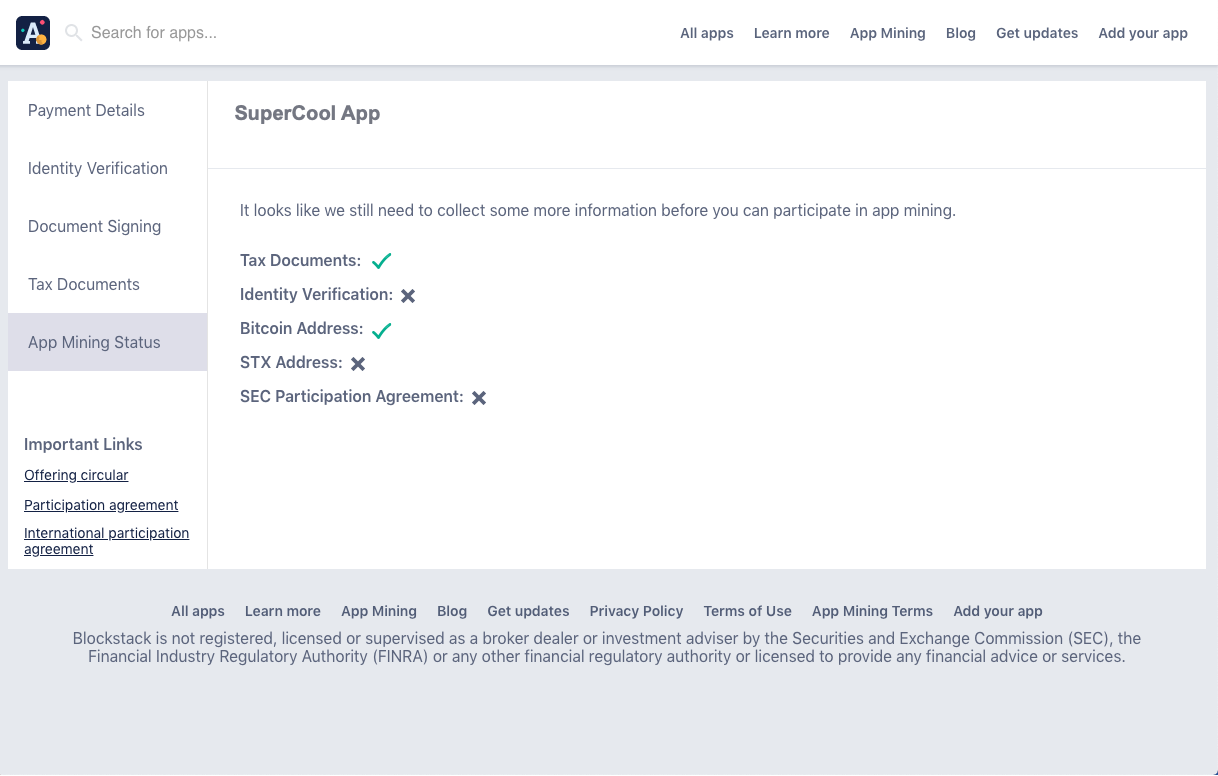 A
Search for apps...
All apps Learn more App Mining Blog Get updates Add your app
Payment Details
Identity Verification
Document Signing
Tax Documents
App Mining Status
Important Links
Offering circular
Participation agreement
International participation
agreement
SuperCool App
It looks like we still need to collect some more information before you can participate in app mining.
Tax Documents:
Identity Verification:
Bitcoin Address:
STX Address:
SEC Participation Agreement:
All apps Learn more App Mining Blog Get updates Privacy Policy Terms of Use App Mining Terms Add your app
Blockstack is not registered, licensed or supervised as a broker dealer or investment adviser by the Securities and Exchange Commission (SEC), the
Financial Industry Regulatory Authority (FINRA) or any other financial regulatory authority or licensed to provide any financial advice or services.